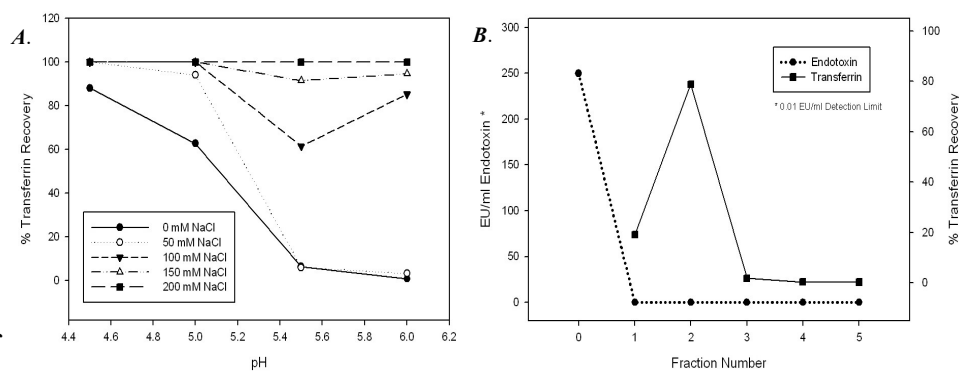 A.
120
100
80
60
40
20
0
% Transferrin Recovery
0 mM NaCl
50 mM NaCl
100 mM NaCl
150 mM NaCl
200 mM NaCl
4.4 4.6 4.8 5.0 5.2 5.4 5.6 5.8 6.0 6.2
pH
B.
300
250
200
150
100
50
0
EU/ml Endotoxin *
Endotoxin
Transferrin
* 0.01 EU/ml Detection Limit
100
80
60
40
20
0
% Transferrin Recovery
0 1 2 3 4 5
Fraction Number